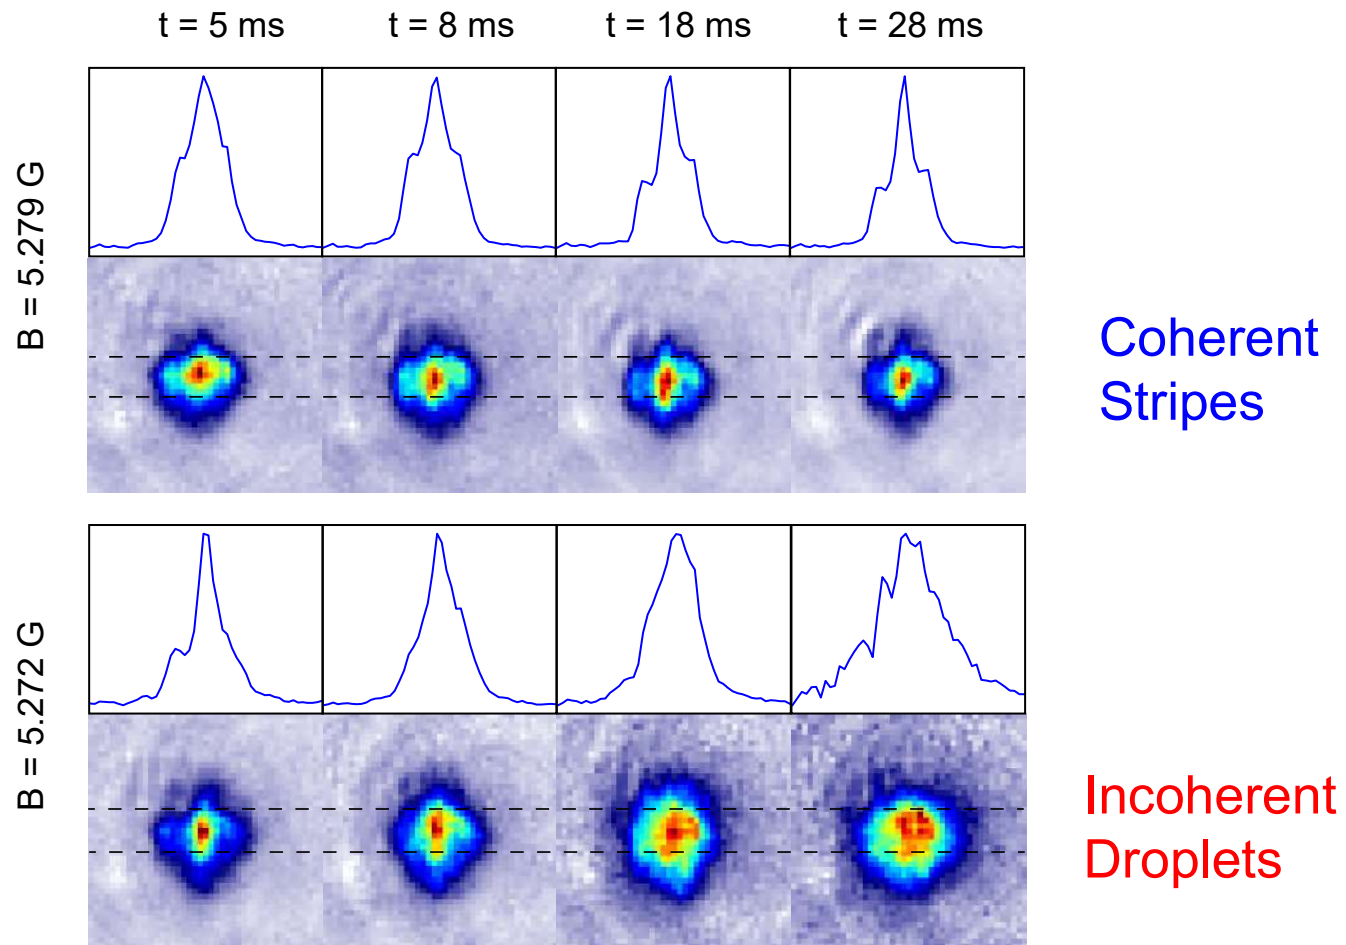 t = 5 ms
t = 8 ms
t = 18 ms
t = 28 ms
B = 5.279 G
Coherent
Stripes
B = 5.272 G
Incoherent
Droplets